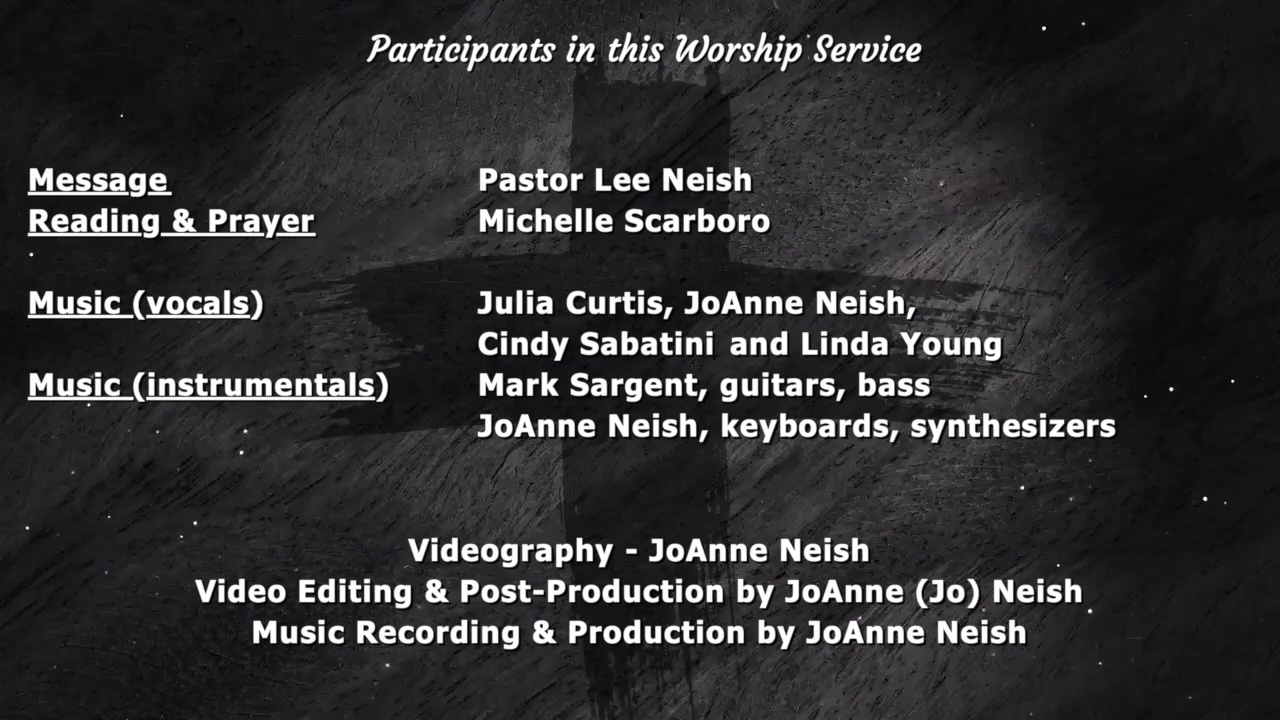 Participants in this Worship Service
Message Pastor Lee Neish
Reading & Prayer Michelle Scarboro
Music (vocals) Julia Curtis, JoAnne Neish,
Cindy Sabatini and Linda Young
Music (instrumentals) Mark Sargent, guitars, bass
JoAnne Neish, keyboards, synthesizers
Videography - JoAnne Neish
Video Editing & Post-Production by JoAnne (Jo) Neish
Music Recording & Production by JoAnne Neish